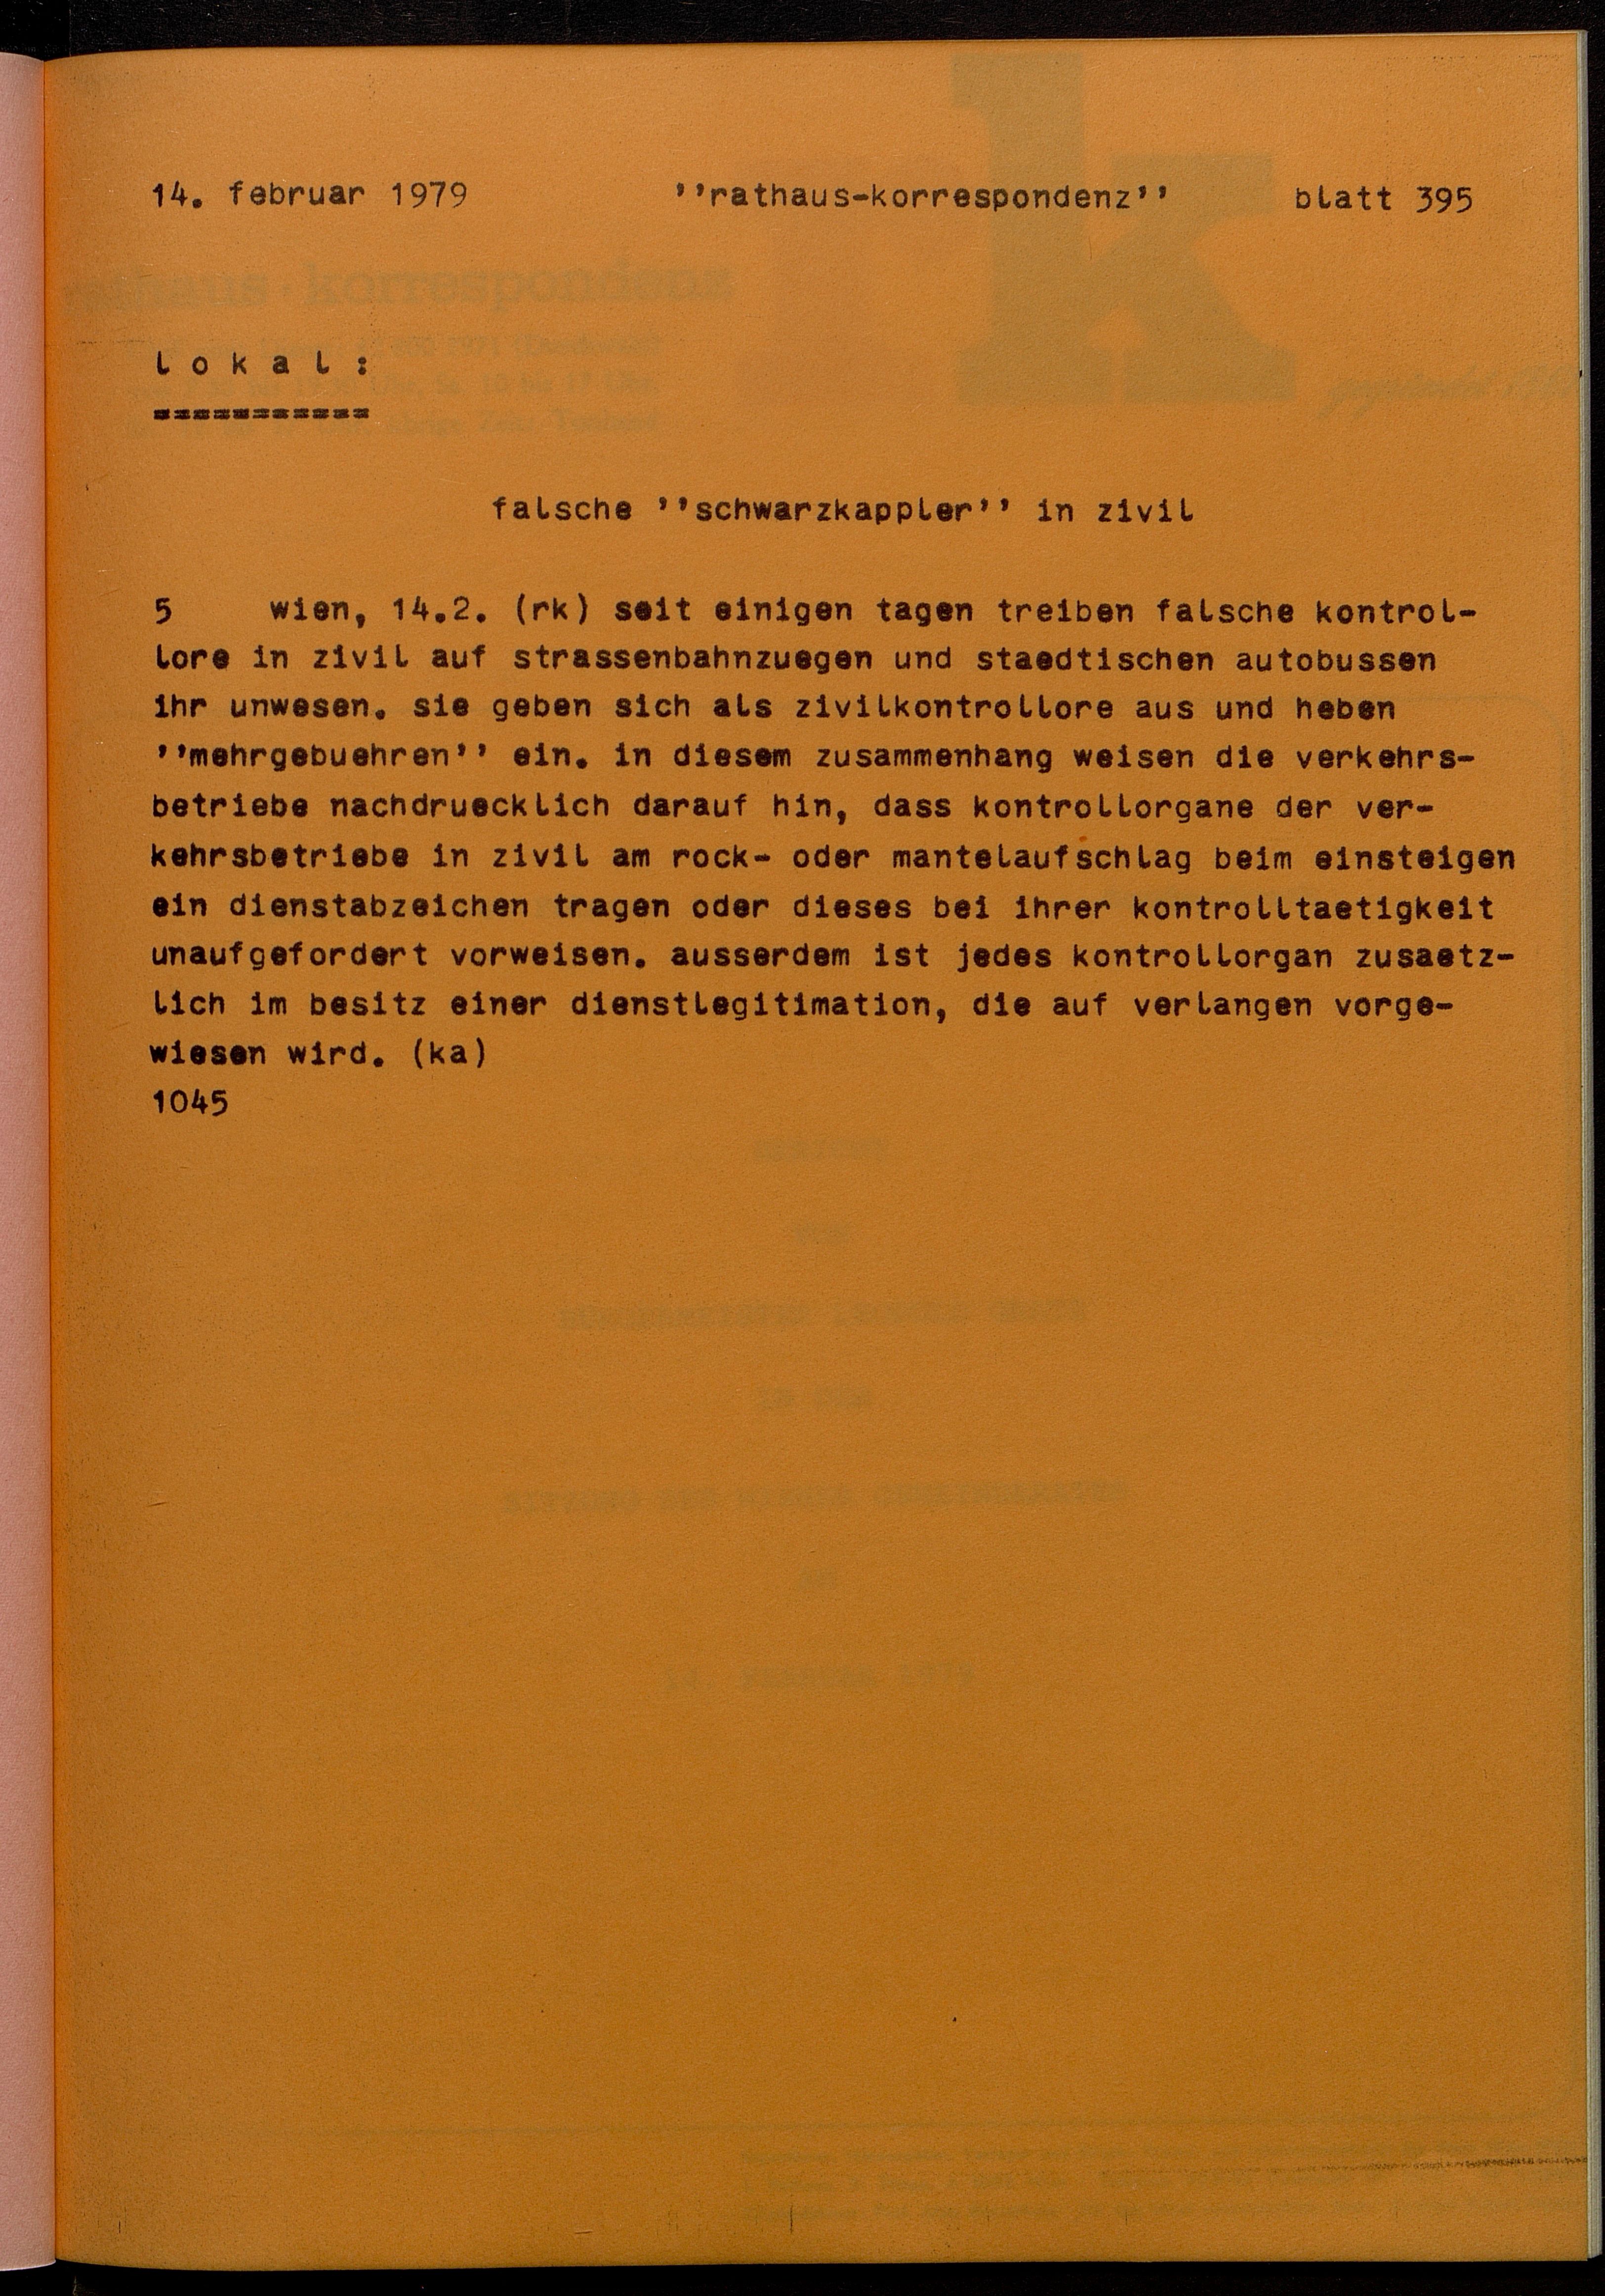 14. februar 1979 ''rathaus-korrespondenz'' blatt 395
l o k a l :
===========
falsche ''schwarzkappler'' in zivil
5 wien, 14.2. (rk) seit einigen tagen treiben falsche kontrol-
lore in zivil auf strassenbahnzuegen und staedtischen autobussen
ihr unwesen. sie geben sich als zivilkontrollore aus und heben
''mehrgebuehren'' ein. in diesem zusammenhang weisen die verkehrs-
betriebe nachdruecklich darauf hin, dass kontrollorgane der ver-
kehrsbetriebe in zivil am rock- oder mantelaufschlag beim einsteigen
ein dienstabzeichen tragen oder dieses bei ihrer kontrolltaetigkeit
unaufgefordert vorweisen. ausserdem ist jedes kontrollorgan zusaetz-
lich im besitz einer dienstlegitimation, die auf verlangen vorge-
wiesen wird. (ka)
1045